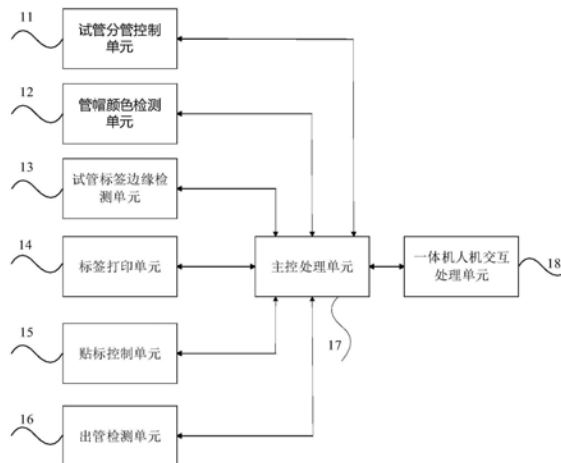 11
试管分管控制
单元
12
管帽颜色检测
单元
13
试管标签边缘检
测单元
14
标签打印单元
主控处理单元
一体机人机交互
处理单元
18
17
15
贴标控制单元
16
出管检测单元